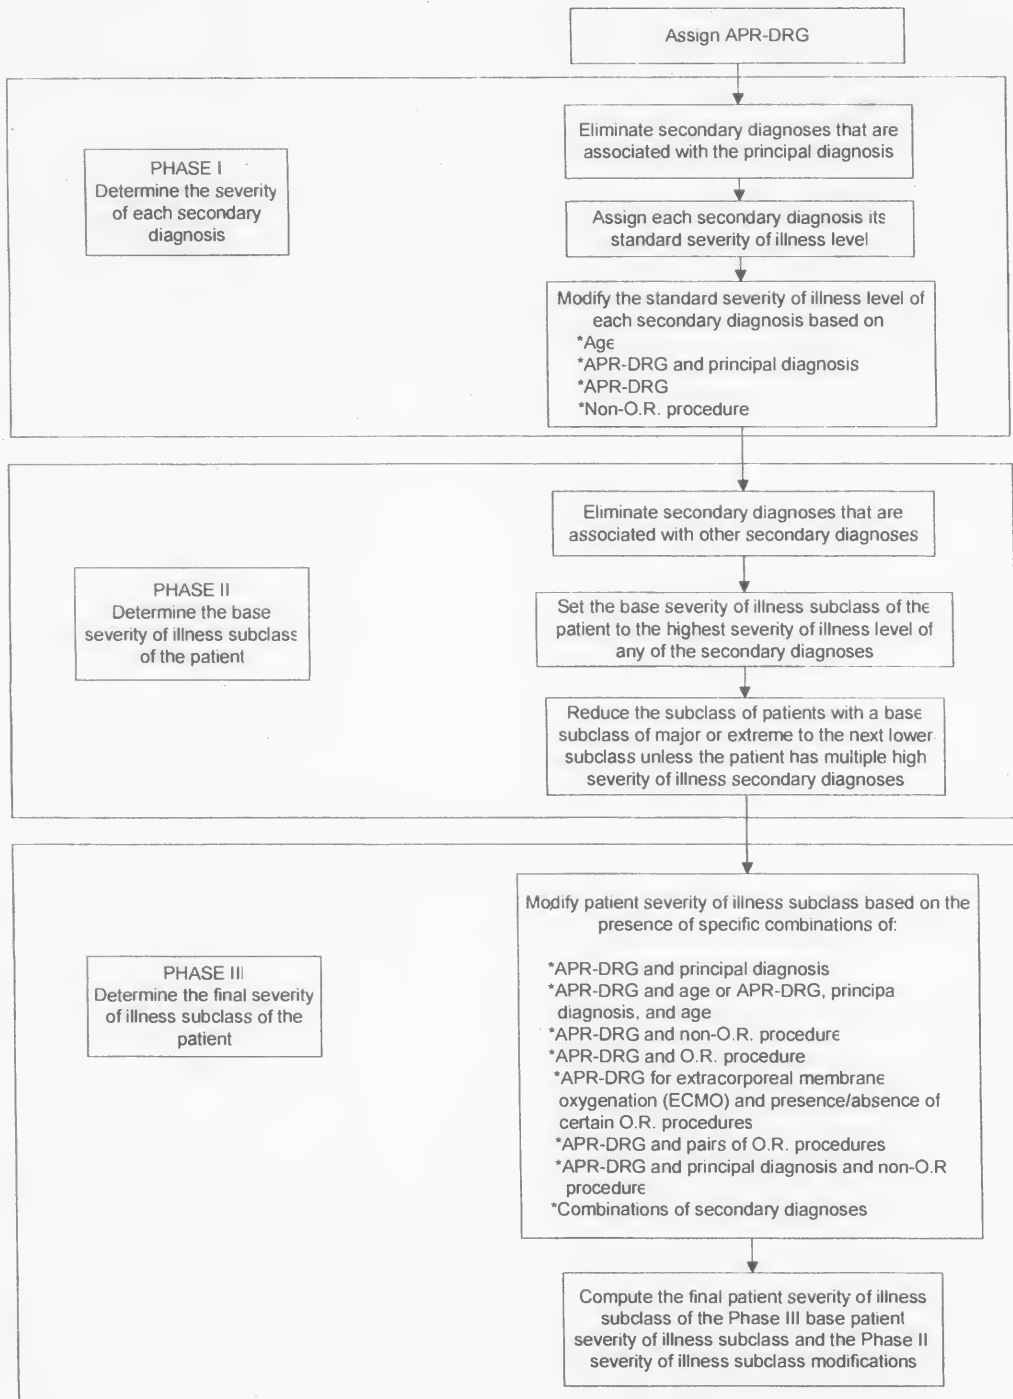 Assign APR-DRG
Eliminate secondary diagnoses that are
associated with the principal diagnosis
PHASE I
Determine the severity
of each secondary
diagnosis
Assign each secondary diagnosis its
standard severity of illness level
Modify the standard severity of illness level of
each secondary diagnosis based on
*Age
*APR-DRG and principal diagnosis
*APR-DRG
*Non-O.R. procedure
Eliminate secondary diagnoses that are
associated with other secondary diagnoses
PHASE II
Determine the base
severity of illness subclass
of the patient
Set the base severity of illness subclass of the
patient to the highest severity of illness level of
any of the secondary diagnoses
Reduce the subclass of patients with a base
subclass of major or extreme to the next lower
subclass unless the patient has multiple high
severity of illness secondary diagnoses
Modify patient severity of illness subclass based on the
presence of specific combinations of:
*APR-DRG and principal diagnosis
*APR-DRG and age or APR-DRG, principa
diagnosis, and age
*APR-DRG and non-O.R. procedure
*APR-DRG and O.R. procedure
*APR-DRG for extracorporeal membrane
oxygenation (ECMO) and presence/absence of
certain O.R. procedures
*APR-DRG and pairs of O.R. procedures
*APR-DRG and principal diagnosis and non-O.R
procedure
*Combinations of secondary diagnoses
PHASE III
Determine the final severity
of illness subclass of the
patient
Compute the final patient severity of illness
subclass of the Phase III base patient
severity of illness subclass and the Phase II
severity of illness subclass modifications